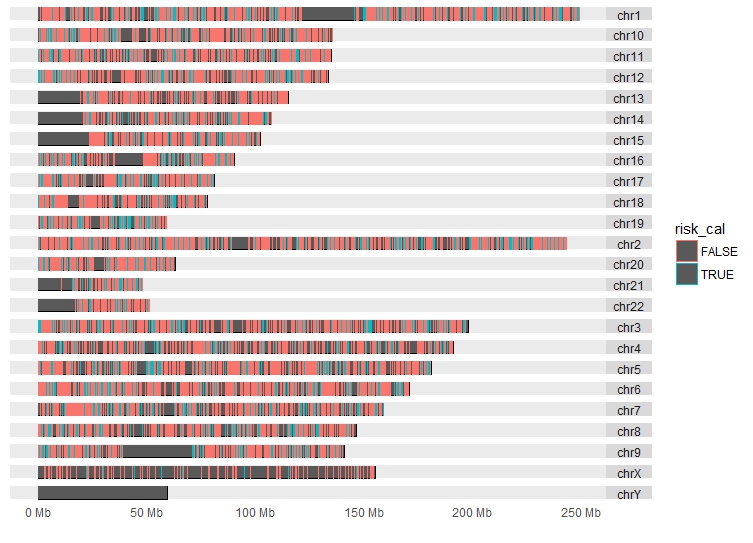 chr1
chr10
chr11
chr12
chr13
chr14
chr15
chr16
chr17
chr18
chr19
chr2
chr20
chr21
chr22
chr3
chr4
chr5
chr6
chr7
chr8
chr9
chrX
chrY
0 Mb 50 Mb 100 Mb 150 Mb 200 Mb 250 Mb
risk_cal
FALSE
TRUE